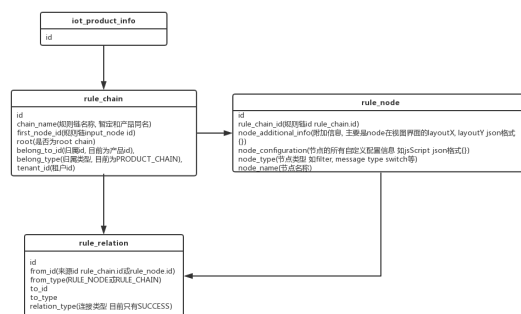 iot_product_info
id
rule_chain
id
chain_name(规则链名称, 暂定和产品同名)
first_node_id(规则链input_node id)
root(是否为root chain)
belong_to_id(归属id, 目前为产品id),
belong_type(归属类型, 目前为PRODUCT_CHAIN),
tenant_id(租户id)
rule_node
id
rule_chain_id(规则链id rule_chain.id)
node_additional_info(附加信息, 主要是node在视图界面的layoutX, layoutY json格式
{})
node_configuration(节点的所有自定义配置信息 如jsScript json格式{})
node_type(节点类型 如filter, message type switch等)
node_name(节点名称)
rule_relation
id
from_id(来源id rule_chain.id或rule_node.id)
from_type(RULE_NODE或RULE_CHAIN)
to_id
to_type
relation_type(连接类型 目前只有SUCCESS)